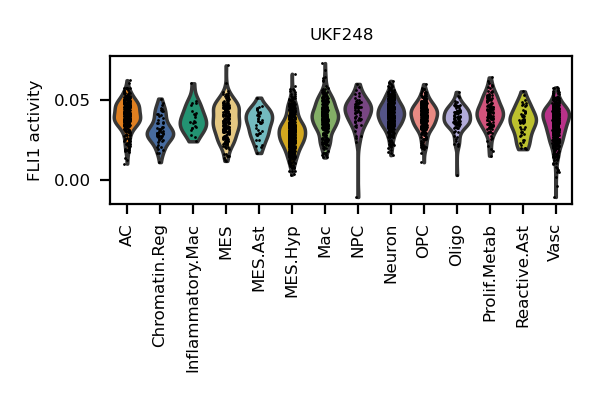 UKF248
FLI1 activity
0.05
0.00
AC
Chromatin.Reg
Inflammatory.Mac
MES
MES.Ast
MES.Hyp
Mac
NPC
Neuron
OPC
Oligo
Prolif.Metab
Reactive.Ast
Vasc